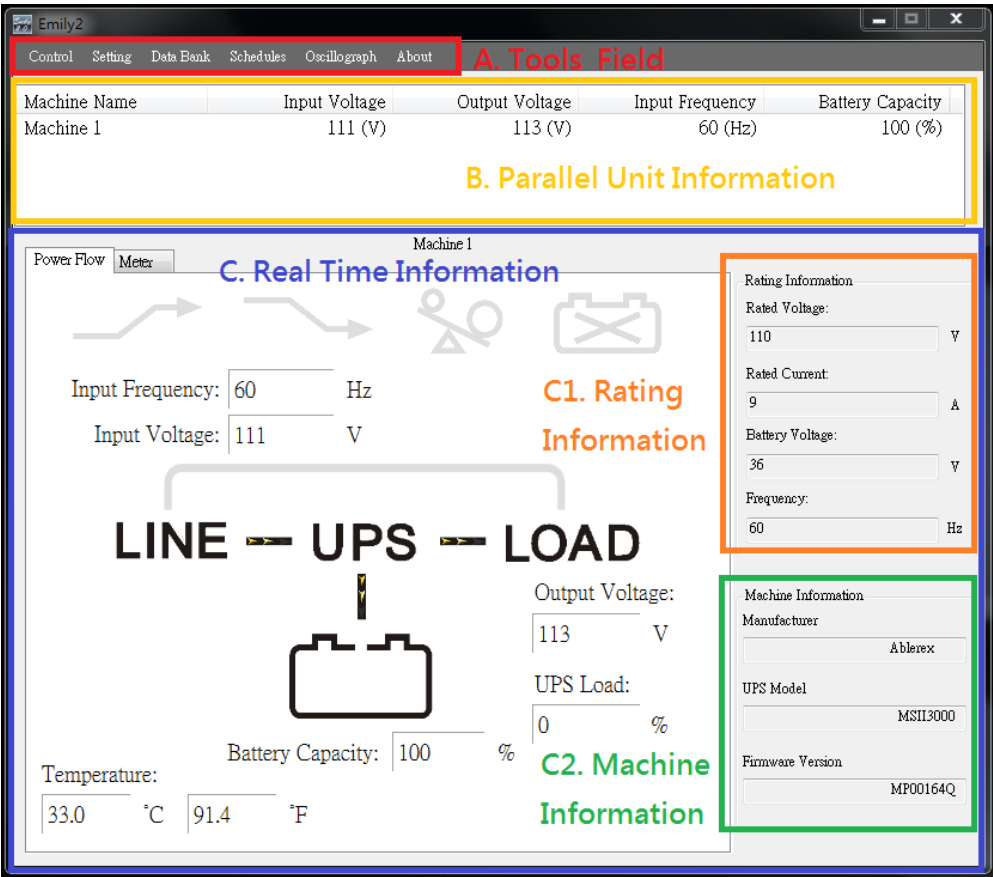 Emily2
Control Setting Data Bank Schedules Oscillograph About
A. Tools Field
Machine Name Input Voltage Output Voltage Input Frequency Battery Capacity
Machine 1 111 (V) 113 (V) 60 (Hz) 100 (%)
B. Parallel Unit Information
Machine 1
Power Flow Meter
C. Real Time Information
Input Frequency: 60 Hz
Input Voltage: 111 V
C1. Rating
Information
LINE UPS LOAD
Output Voltage:
113 V
UPS Load:
0 %
Battery Capacity: 100 %
Temperature:
33.0 °C 91.4 °F
C2. Machine
Information
Rating Information
Rated Voltage:
110 V
Rated Current:
9 A
Battery Voltage:
36 V
Frequency:
60 Hz
Machine Information
Manufacturer
Ablerex
UPS Model
MSII3000
Firmware Version
MP00164Q